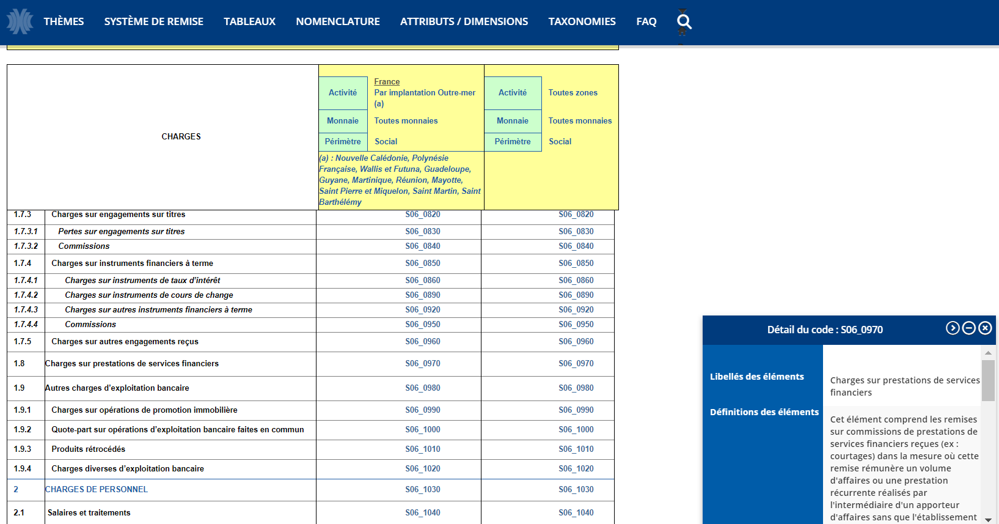 THÈMES SYSTÈME DE REMISE TABLEAUX NOMENCLATURE ATTRIBUTS / DIMENSIONS TAXONOMIES FAQ
CHARGES
Activité
France
Par implantation Outre-mer
(a)
Monnaie Toutes monnaies
Périmètre Social
(a) : Nouvelle Calédonie, Polynésie
Française, Wallis et Futuna, Guadeloupe,
Guyane, Martinique, Réunion, Mayotte,
Saint Pierre et Miquelon, Saint Martin, Saint
Barthélémy
Activité Toutes zones
Monnaie Toutes monnaies
Périmètre Social
1.7.3 Charges sur engagements sur titres S06_0820 S06_0820
1.7.3.1 Pertes sur engagements sur titres S06_0830 S06_0830
1.7.3.2 Commissions S06_0840 S06_0840
1.7.4 Charges sur instruments financiers à terme S06_0850 S06_0850
1.7.4.1 Charges sur instruments de taux d'intérêt S06_0860 S06_0860
1.7.4.2 Charges sur instruments de cours de change S06_0890 S06_0890
1.7.4.3 Charges sur autres instruments financiers à terme S06_0920 S06_0920
1.7.4.4 Commissions S06_0950 S06_0950
1.7.5 Charges sur autres engagements reçus S06_0960 S06_0960
1.8 Charges sur prestations de services financiers S06_0970 S06_0970
1.9 Autres charges d'exploitation bancaire S06_0980 S06_0980
1.9.1 Charges sur opérations de promotion immobilière S06_0990 S06_0990
1.9.2 Quote-part sur opérations d'exploitation bancaire faites en commun S06_1000 S06_1000
1.9.3 Produits rétrocédés S06_1010 S06_1010
1.9.4 Charges diverses d'exploitation bancaire S06_1020 S06_1020
2 CHARGES DE PERSONNEL S06_1030 S06_1030
2.1 Salaires et traitements S06_1040 S06_1040
Détail du code : S06_0970
Libellés des éléments
Charges sur prestations de services
financiers
Définitions des éléments
Cet élément comprend les remises
sur commissions de prestations de
services financiers reçues (ex :
courtages) dans la mesure où cette
remise rémunère un volume
d'affaires ou une prestation
récurrente réalisés par
l'intermédiaire d'un apporteur
d'affaires sans que l'établissement